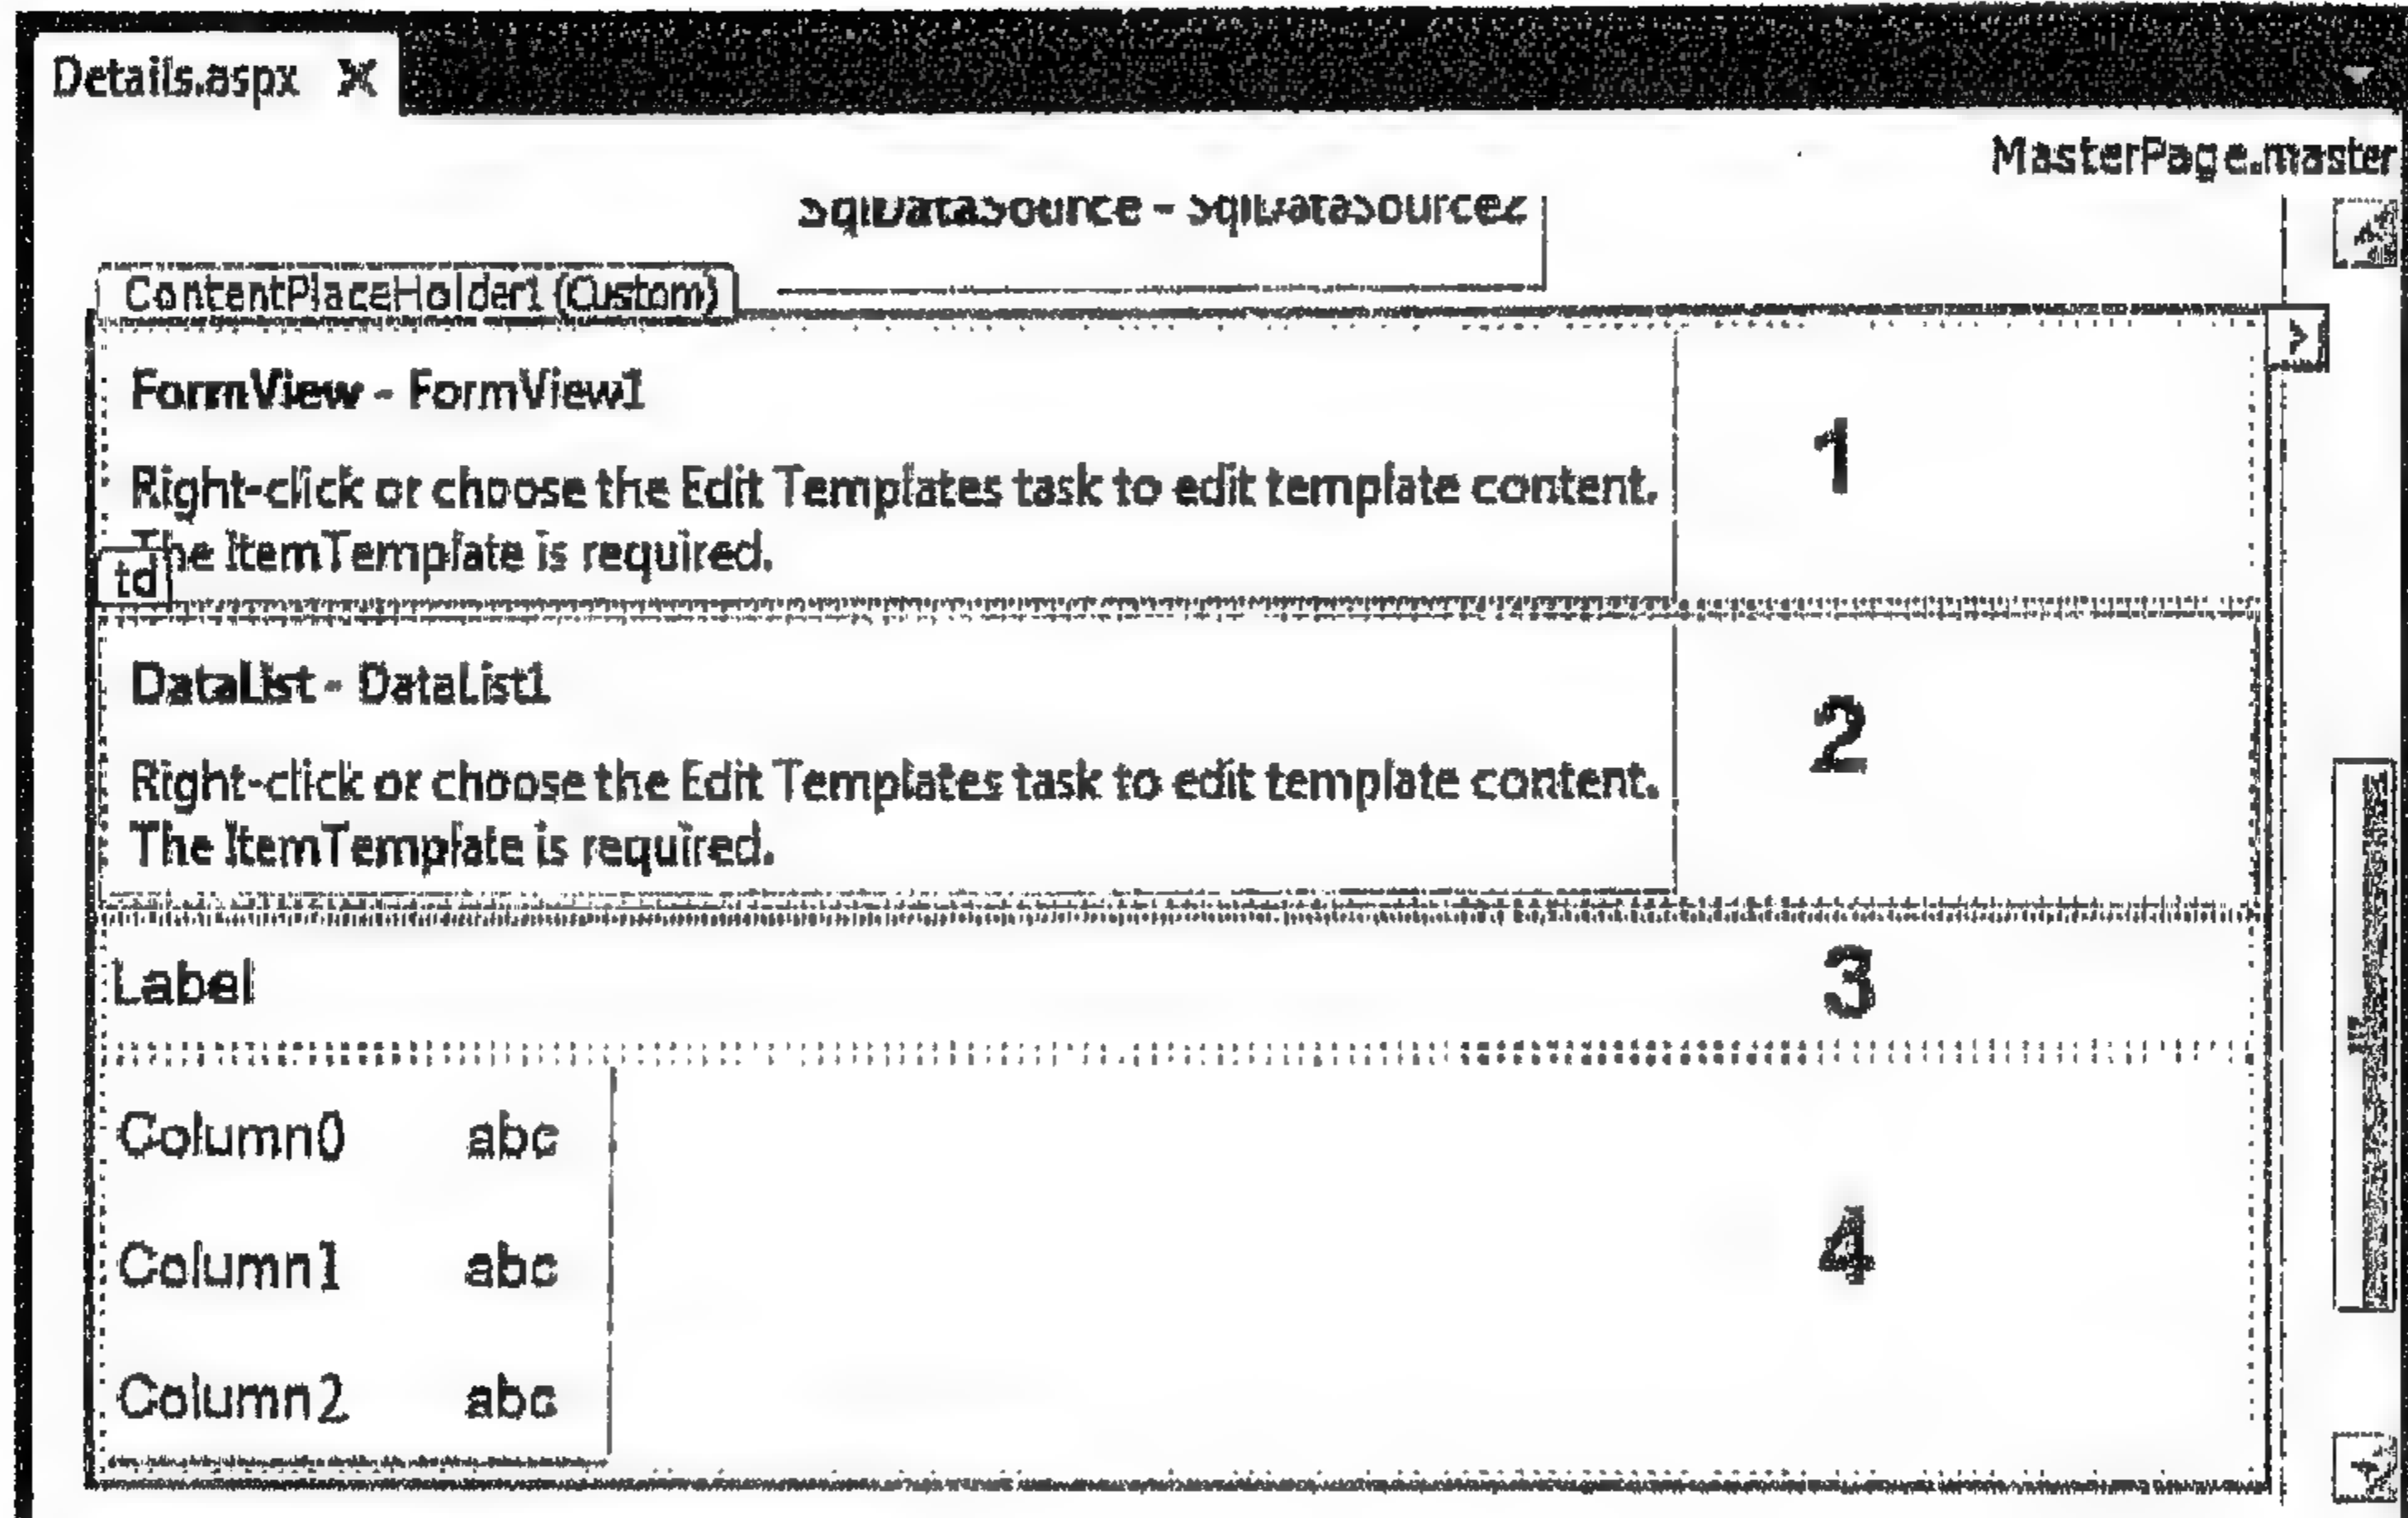 Details.aspx X
MasterPage.master
SqlDataSource - SqlDataSource2
ContentPlaceHolder1 (Custom)
FormView - FormView1
1
Right-click or choose the Edit Templates task to edit template content.
The ItemTemplate is required.
td
DataList - DataList1
2
Right-click or choose the Edit Templates task to edit template content.
The ItemTemplate is required.
Label
3
Column0 abc
Column1 abc
4
Column2 abc